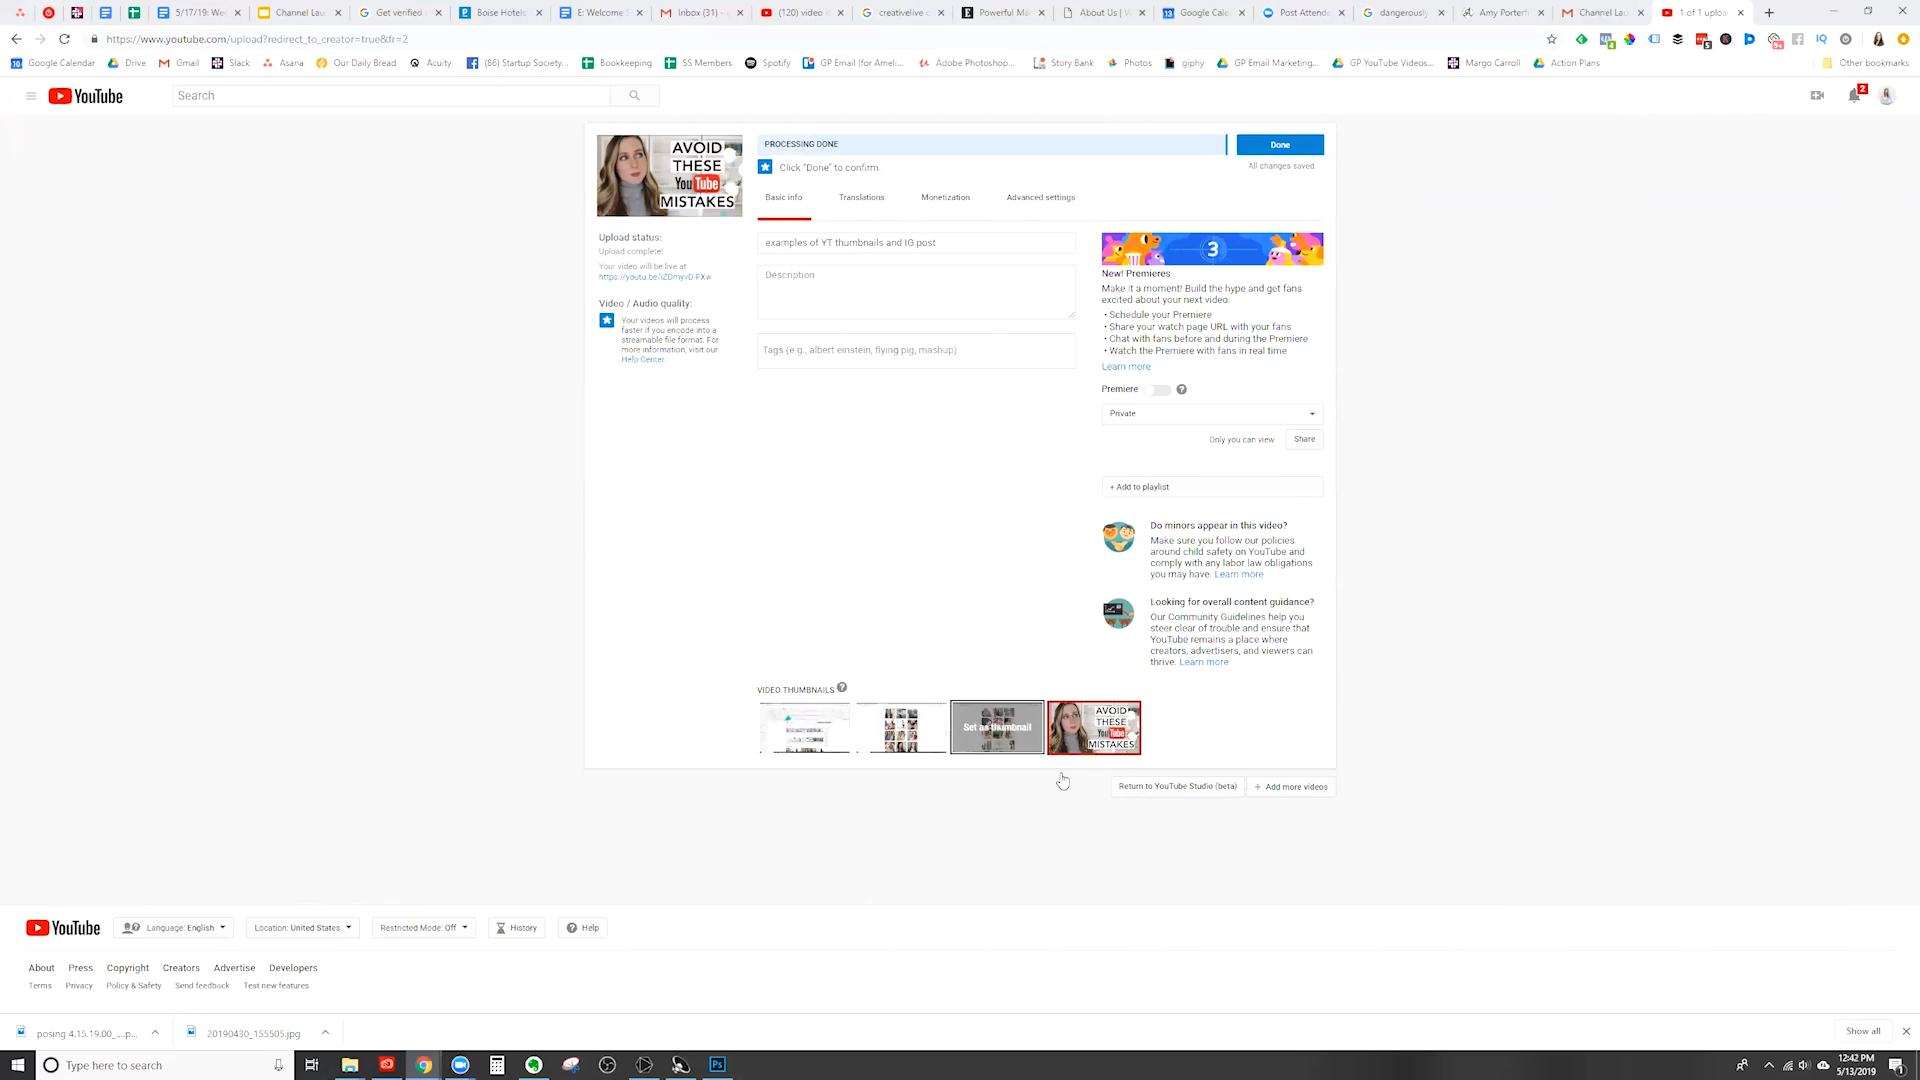 5/17/19: We
Channel Lau
Get verified
Boise Hotels
E: Welcome S
Inbox (31) -
(120) video i
creativelive c
Powerful Ma
About Us | V
Google Cale
Post Attende
dangerously
Amy Porterf
Channel Lau
1 of 1 uploa
https://www.youtube.com/upload?redirect_to_creator=true&fr=2
Google Calendar
Drive
Gmail
Slack
Asana
Our Daily Bread
Acuity
(86) Startup Society...
Bookkeeping
SS Members
Spotify
GP Email (for Ameli...
Adobe Photoshop...
Story Bank
Photos
giphy
GP Email Marketing...
GP YouTube Videos...
Margo Carroll
Action Plans
Other bookmarks
YouTube
Search
2
AVOID
THESE
YouTube
MISTAKES
PROCESSING DONE
Done
Click "Done" to confirm.
All changes saved.
Basic info
Translations
Monetization
Advanced settings
Upload status:
Upload complete!
Your video will be live at:
https://youtu.be/iZDmyvD-FXw
Video / Audio quality:
Your videos will process
faster if you encode into a
streamable file format. For
more information, visit our
Help Center.
examples of YT thumbnails and IG post
Description
Tags (e.g., albert einstein, flying pig, mashup)
3
New! Premieres
Make it a moment! Build the hype and get fans
excited about your next video.
• Schedule your Premiere
• Share your watch page URL with your fans
• Chat with fans before and during the Premiere
• Watch the Premiere with fans in real time
Learn more
Premiere
Private
Only you can view
Share
+ Add to playlist
Do minors appear in this video?
Make sure you follow our policies
around child safety on YouTube and
comply with any labor law obligations
you may have. Learn more
Looking for overall content guidance?
Our Community Guidelines help you
steer clear of trouble and ensure that
YouTube remains a place where
creators, advertisers, and viewers can
thrive. Learn more
VIDEO THUMBNAILS
Set as thumbnail
AVOID
THESE
YouTube
MISTAKES
Return to YouTube Studio (beta)
+ Add more videos
YouTube
Language: English
Location: United States
Restricted Mode: Off
History
Help
About
Press
Copyright
Creators
Advertise
Developers
Terms
Privacy
Policy & Safety
Send feedback
Test new features
posing 4.15.19.00_....p...
20190430_155505.jpg
Show all
Type here to search
Ps
12:42 PM
5/13/2019